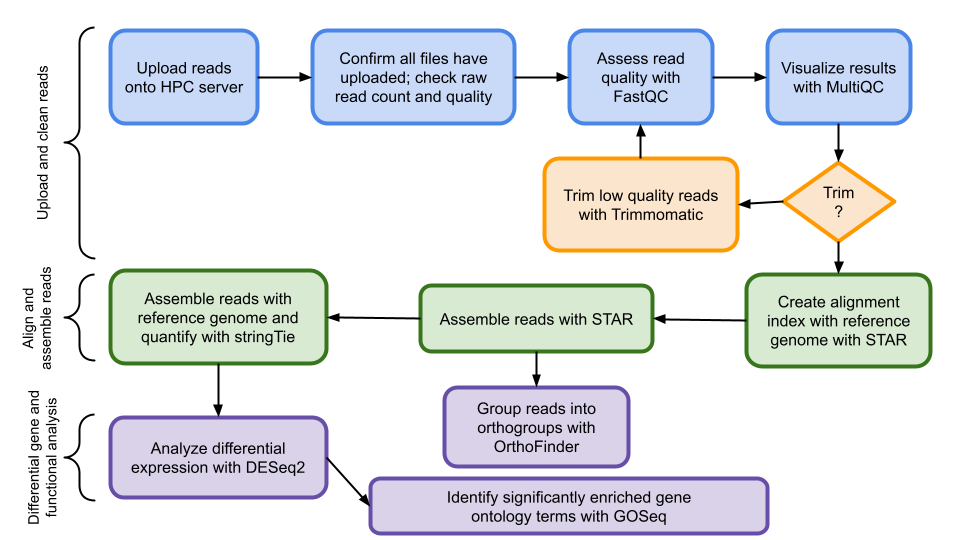 Upload and clean reads
Upload reads
onto HPC server
Confirm all files have
uploaded; check raw
read count and quality
Assess read
quality with
FastQC
Visualize results
with MultiQC
Trim low quality reads
with Trimmomatic
Trim
?
Align and
assemble reads
Assemble reads with
reference genome and
quantify with stringTie
Assemble reads with STAR
Create alignment
index with reference
genome with STAR
Differential gene and
functional analysis
Analyze differential
expression with DESeq2
Group reads into
orthogroups with
OrthoFinder
Identify significantly enriched gene
ontology terms with GOSeq